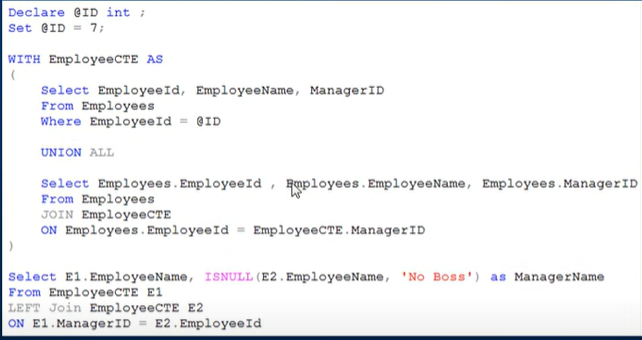 Declare @ID int ;
Set @ID = 7;
WITH EmployeeCTE AS
(
Select EmployeeId, EmployeeName, ManagerID
From Employees
Where EmployeeId = @ID
UNION ALL
Select Employees.EmployeeId , Employees.EmployeeName, Employees.ManagerID
From Employees
JOIN EmployeeCTE
ON Employees.EmployeeId = EmployeeCTE.ManagerID
)
Select E1.EmployeeName, ISNULL(E2.EmployeeName, 'No Boss') as ManagerName
From EmployeeCTE E1
LEFT Join EmployeeCTE E2
ON E1.ManagerID = E2.EmployeeId